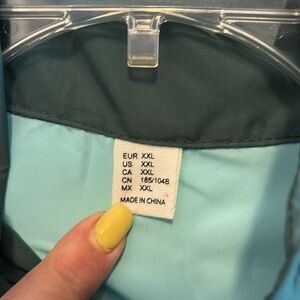 EUR XXL
US XXL
CA XXL
CN 185/104B
MX XXL
MADE IN CHINA